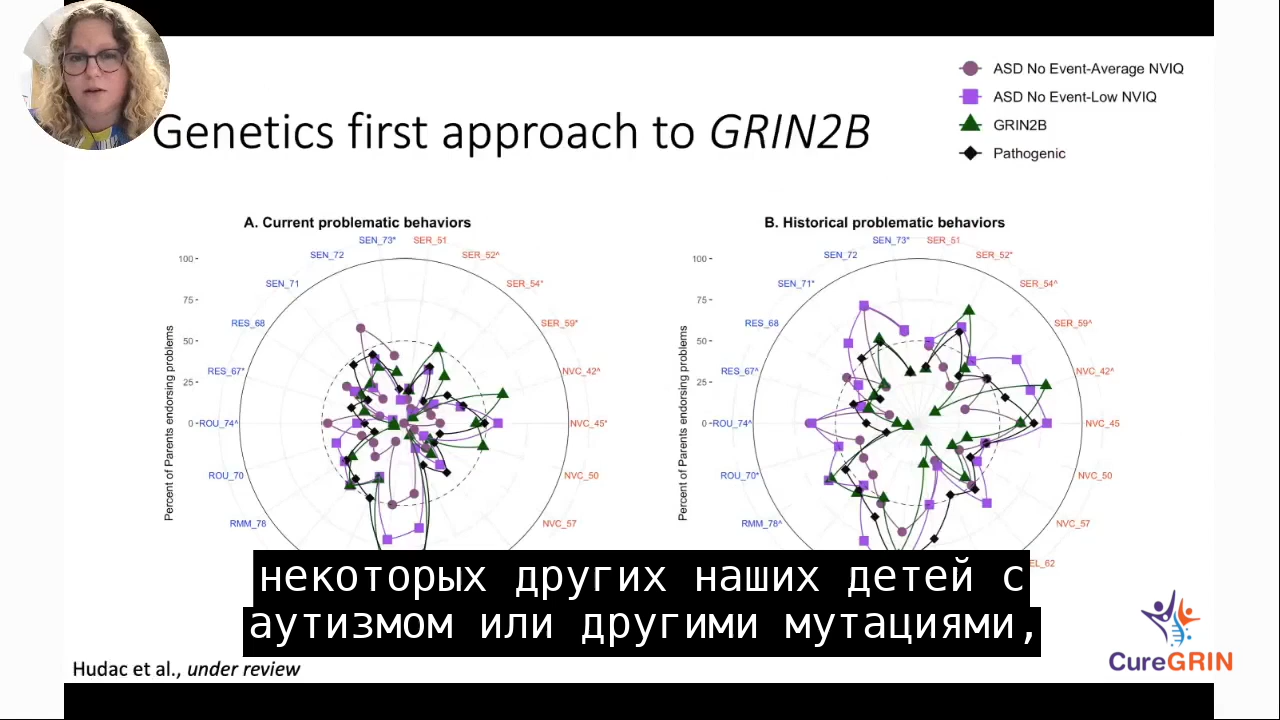 ASD No Event-Average NVIQ
ASD No Event-Low NVIQ
GRIN2B
Pathogenic
Genetics first approach to GRIN2B
A. Current problematic behaviors
SEN_73*
SER_51
SEN_72
SER_52^
100
SEN_71
SER_54*
75
RES_68
SER_59*
50
RES_67*
NVC_42^
25
0
ROU_74^
NVC_45*
ROU_70
NVC_50
RMM_78
NVC_57
Percent of Parents endorsing problems
B. Historical problematic behaviors
SEN_73*
SER_51
SEN_72
SER_52*
100
SEN_71*
SER_54^
75
RES_68
SER_59^
50
RES_67^
NVC_42^
25
0
ROU_74^
NVC_45
ROU_70*
NVC_50
RMM_78^
NVC_57
EL_62
Percent of Parents endorsing problems
некоторых других наших детей с
аутизмом или другими мутациями,
Hudac et al., under review
CureGRIN